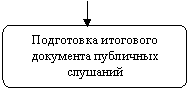 Подготовка итогового
документа публичных
слушаний